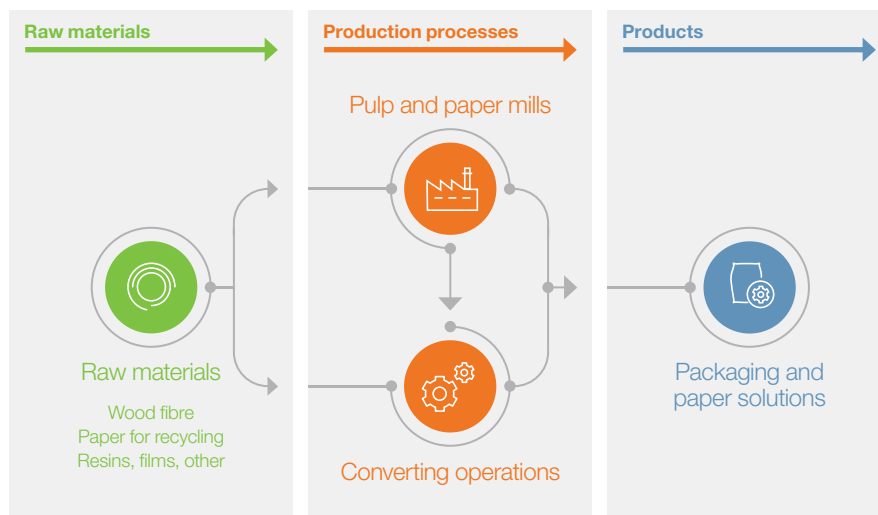 Raw materials
Production processes
Products
Pulp and paper mills
Raw materials
Wood fibre
Paper for recycling
Resins, films, other
Converting operations
Packaging and
paper solutions